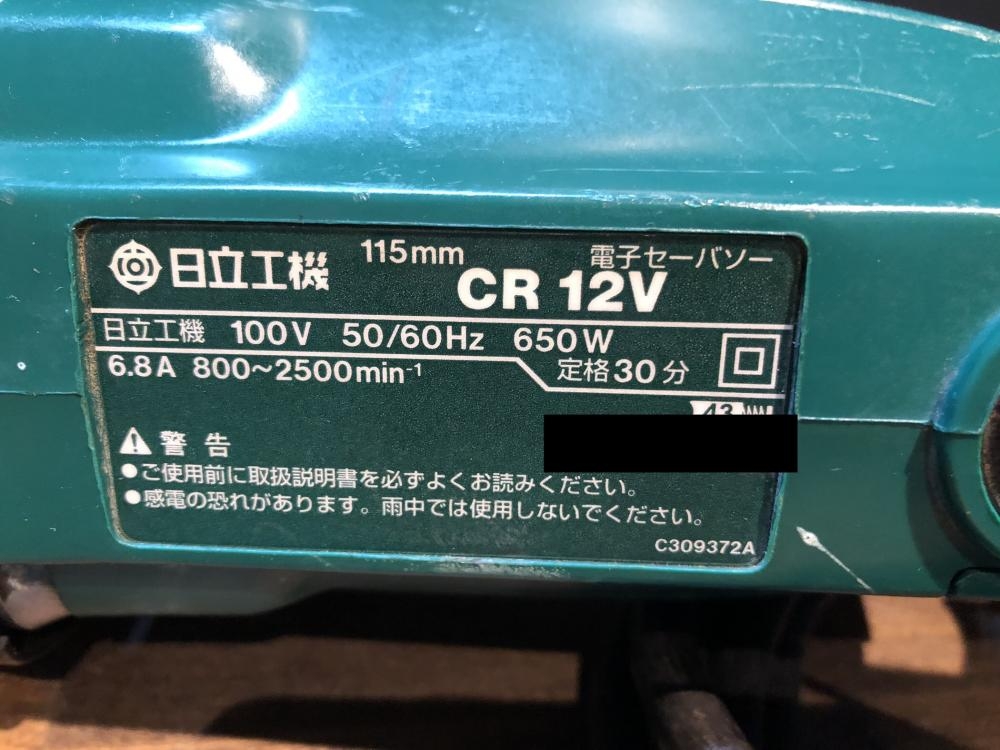 日立工機 115mm 電子セーバソー
CR 12V
日立工機 100V 50/60Hz 650W
6.8A 800~2500min-1 定格30分
警告
●ご使用前に取扱説明書を必ずよくお読みください。
●感電の恐れがあります。雨中では使用しないでください。
C309372A